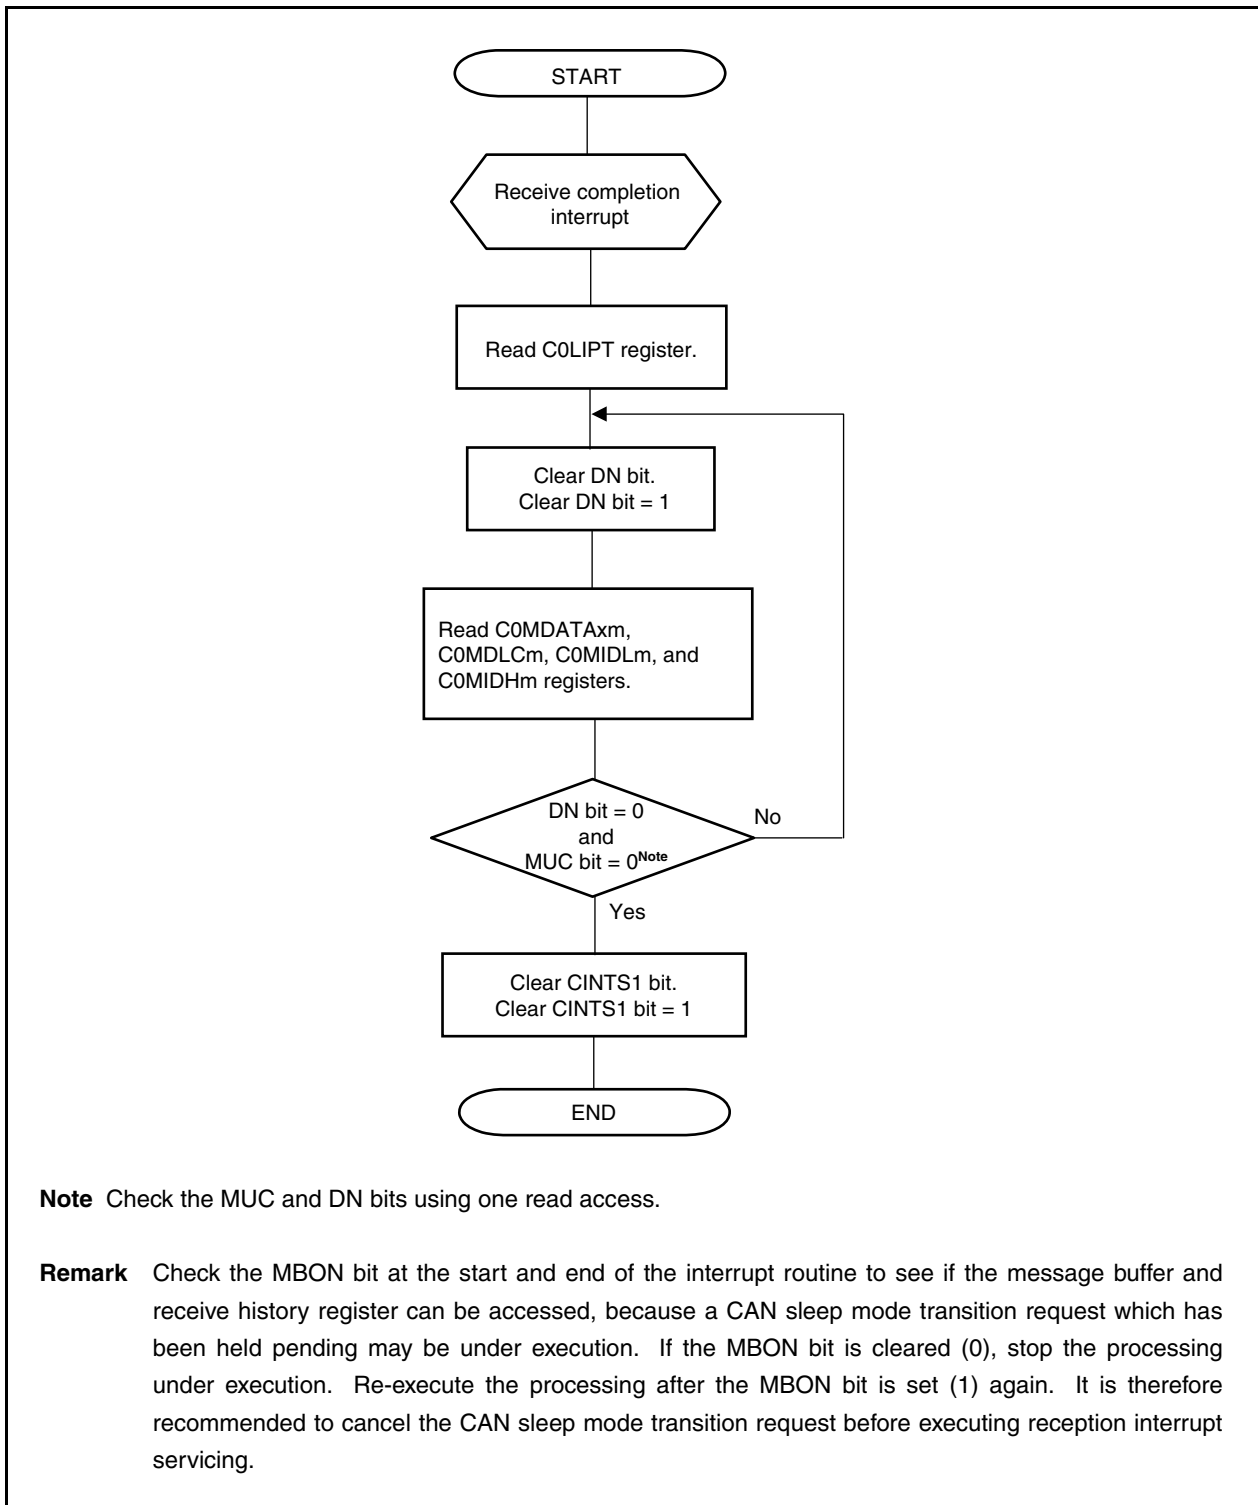 START
Receive completion
interrupt
Read C0LIPT register.
Clear DN bit.
Clear DN bit = 1
Read C0MDATAxm,
C0MDLCm, C0MIDLm, and
C0MIDHm registers.
DN bit = 0
and
MUC bit = 0Note
No
Yes
Clear CINTS1 bit.
Clear CINTS1 bit = 1
END
Note Check the MUC and DN bits using one read access.
Remark Check the MBON bit at the start and end of the interrupt routine to see if the message buffer and
receive history register can be accessed, because a CAN sleep mode transition request which has
been held pending may be under execution. If the MBON bit is cleared (0), stop the processing
under execution. Re-execute the processing after the MBON bit is set (1) again. It is therefore
recommended to cancel the CAN sleep mode transition request before executing reception interrupt
servicing.